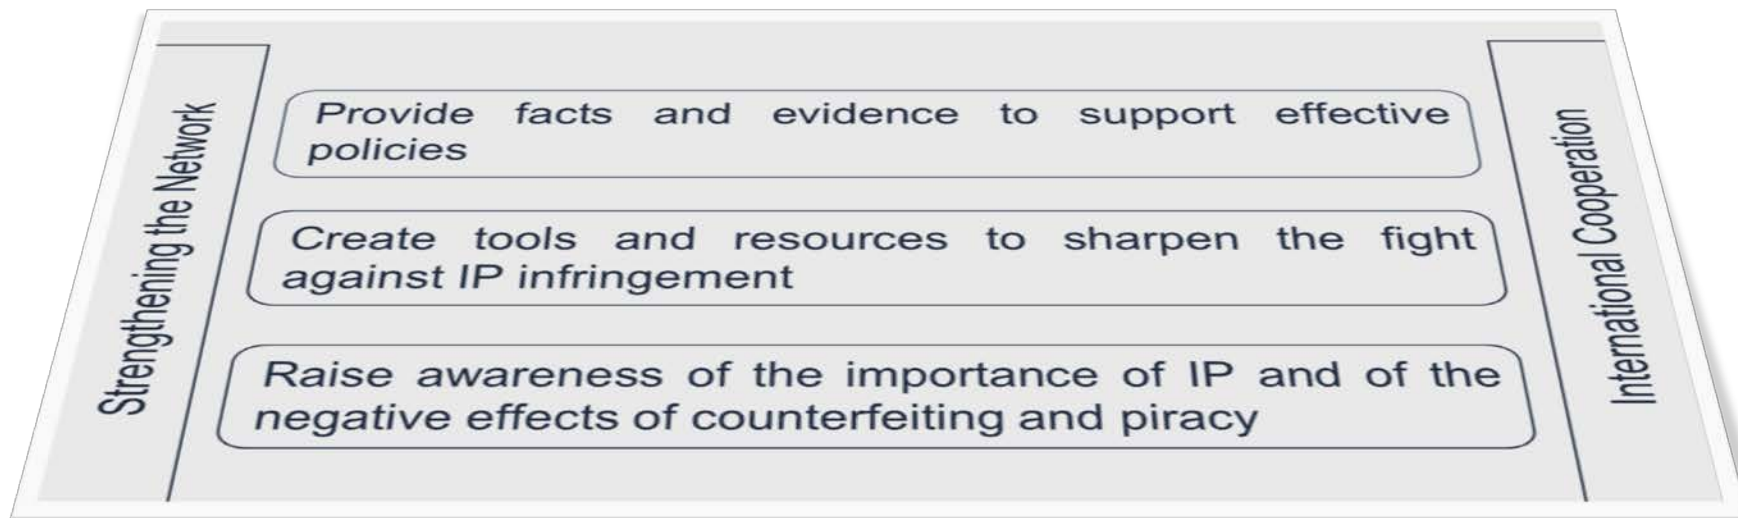 Strengthening the Network
Provide facts and evidence to support effective
policies
Create tools and resources to sharpen the fight
against IP infringement
Raise awareness of the importance of IP and of the
negative effects of counterfeiting and piracy
International Cooperation